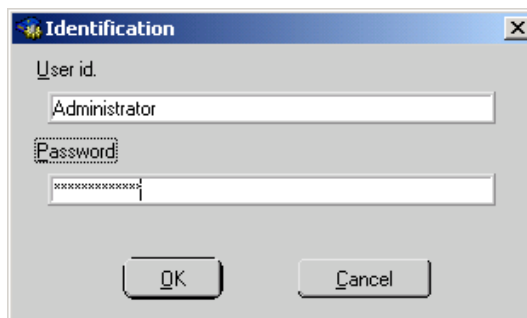 Identification
User id.
Administrator
Password
*************
OK
Cancel